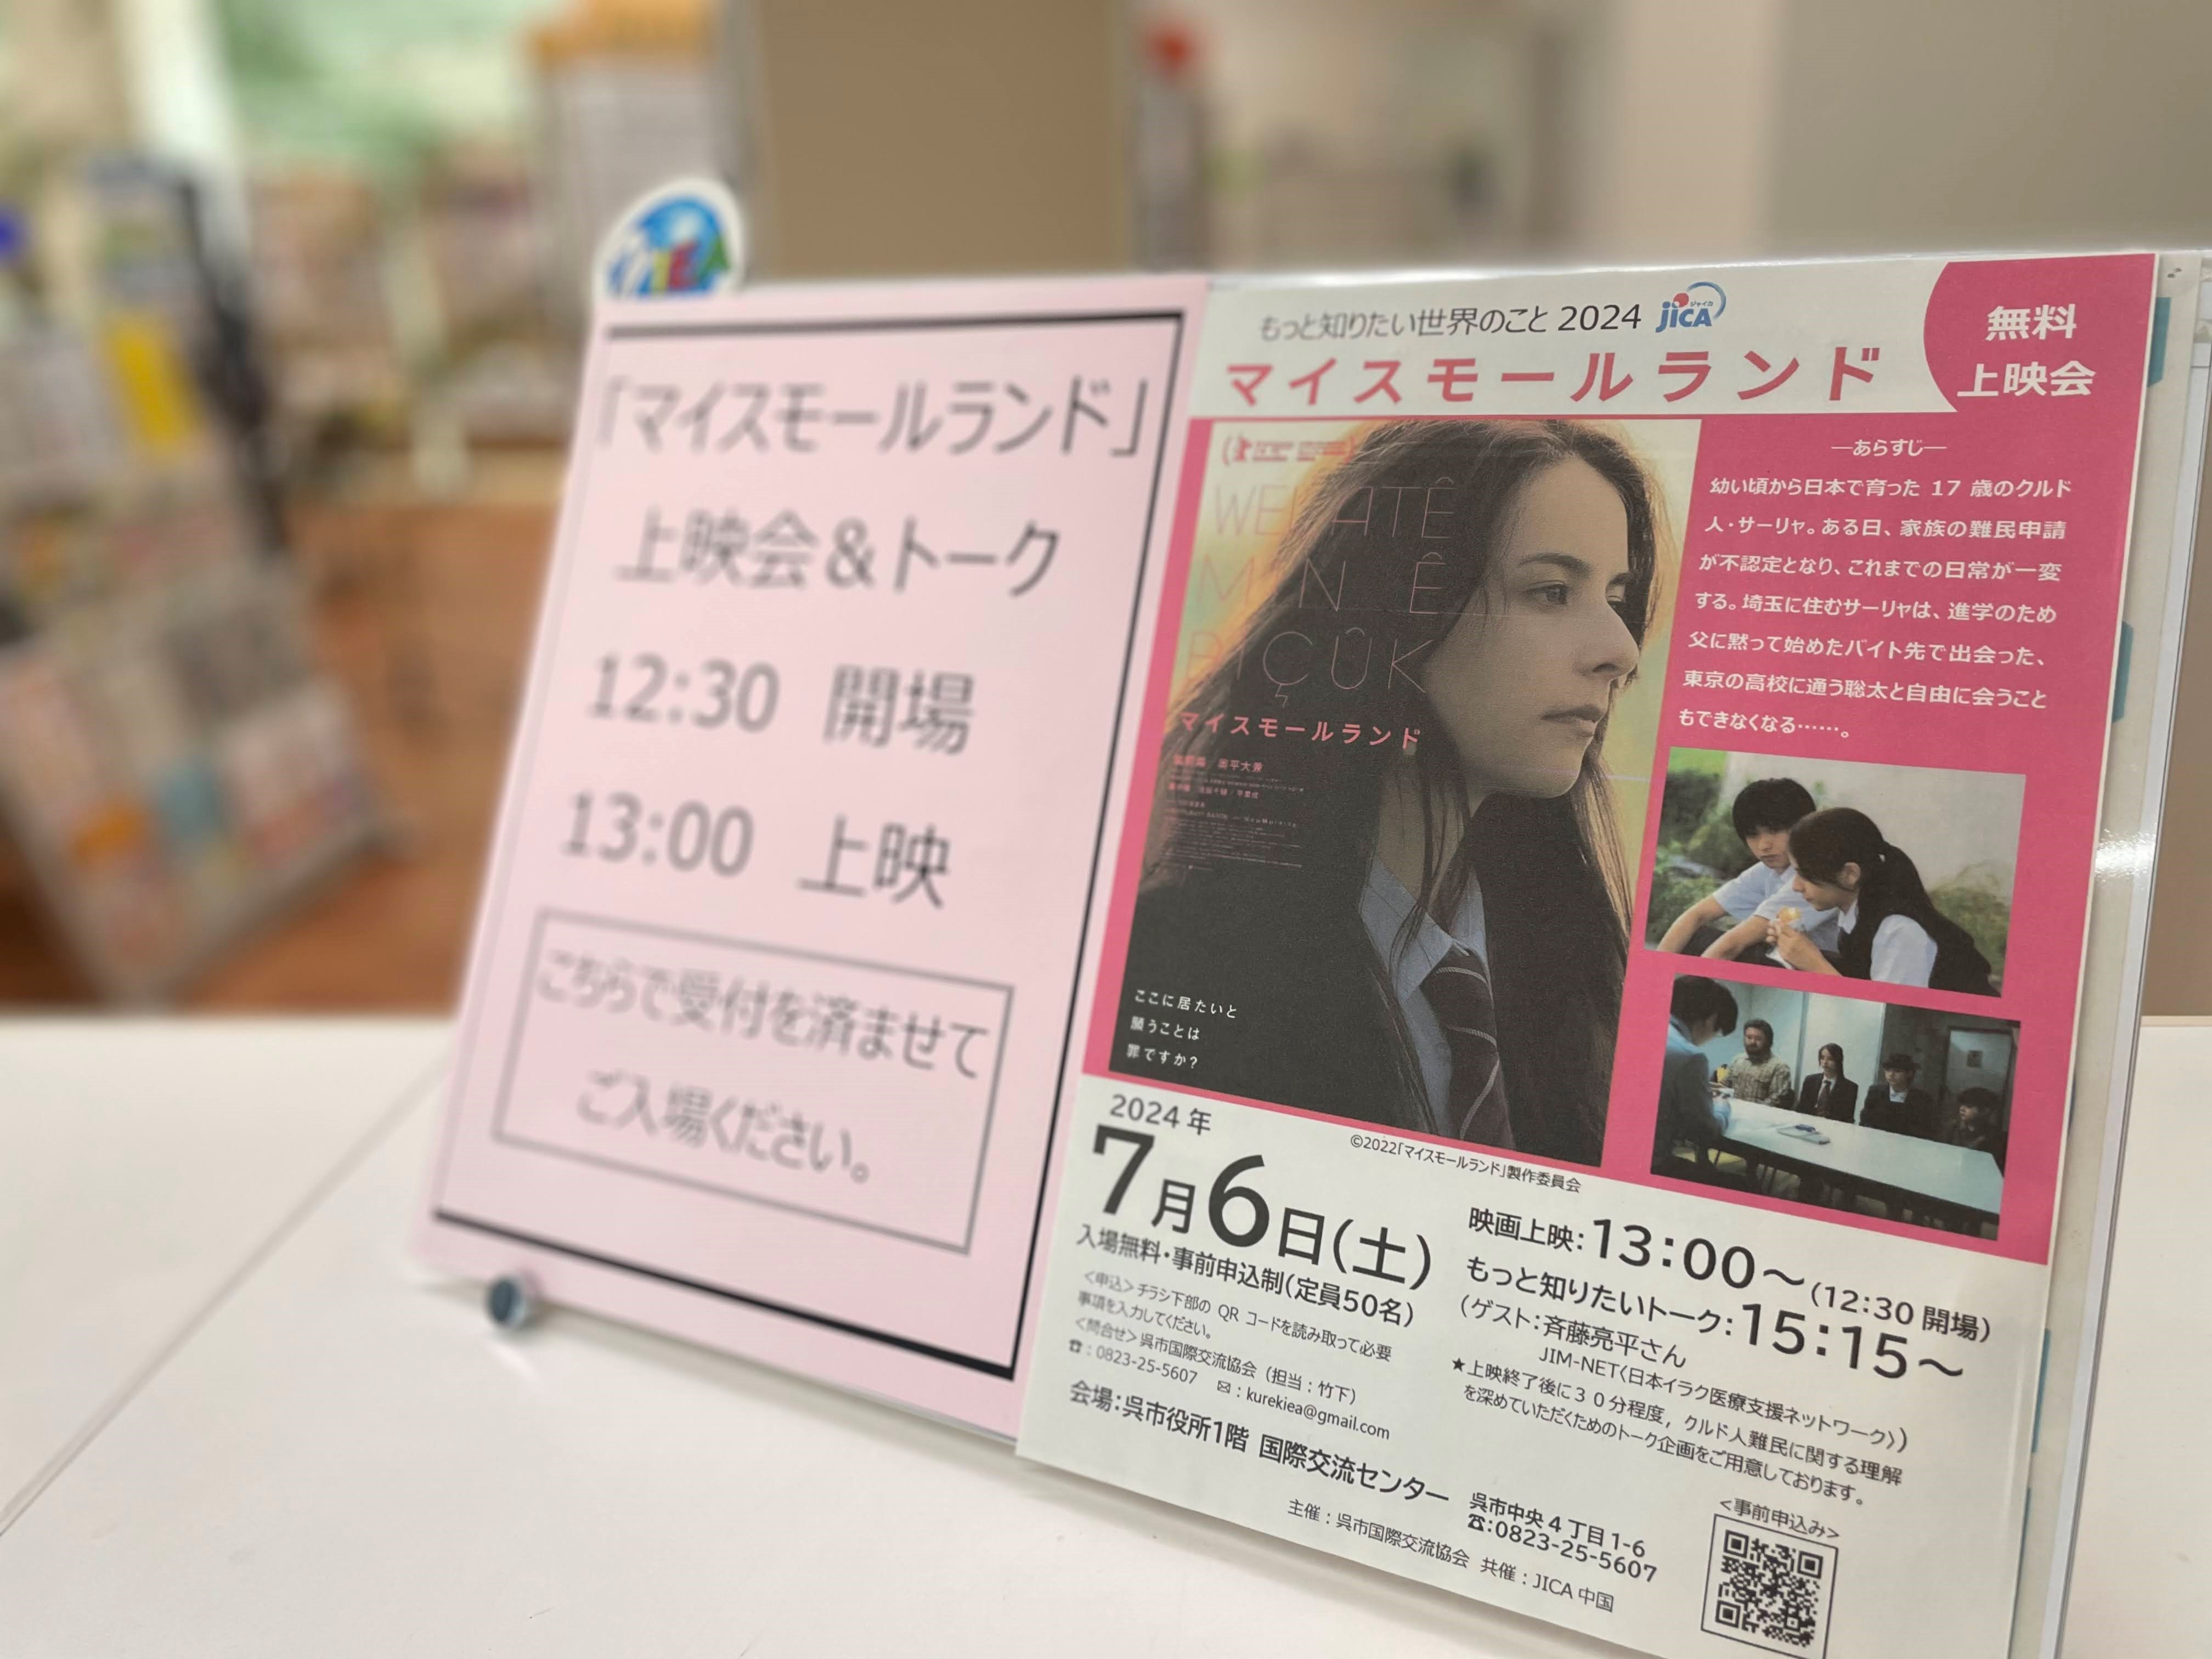 「マイスモールランド」
上映会＆トーク
12:30 開場
13:00 上映
こちらで受付を済ませて
ご入場ください。
もっと知りたい世界のこと 2024
ジャイカ
JICA
マイスモールランド
無料
上映会
―あらすじ―
幼い頃から日本で育った 17 歳のクルド
人・サーリャ。ある日、家族の難民申請
が不認定となり、これまでの日常が一変
する。埼玉に住むサーリャは、進学のため
父に黙って始めたバイト先で出会った、
東京の高校に通う聡太と自由に会うこと
もできなくなる……。
マイスモールランド
奥平大兼
ここに居たいと
願うことは
罪ですか？
©2022「マイスモールランド」製作委員会
2024 年
7月6日(土)
入場無料・事前申込制(定員50名)
＜申込＞チラシ下部の QR コードを読み取って必要
事項を入力してください。
＜問合せ＞呉市国際交流協会（担当：竹下）
☎：0823-25-5607 ✉：kurekiea@gmail.com
会場：呉市役所1階 国際交流センター
映画上映：13：00～(12：30 開場)
もっと知りたいトーク：15：15～
(ゲスト：斉藤亮平さん
JIM-NET〈日本イラク医療支援ネットワーク〉)
★上映終了後に３０分程度，クルド人難民に関する理解
を深めていただくためのトーク企画をご用意しております。
呉市中央４丁目1-6
☎：0823-25-5607
主催：呉市国際交流協会 共催：JICA 中国
＜事前申込み＞